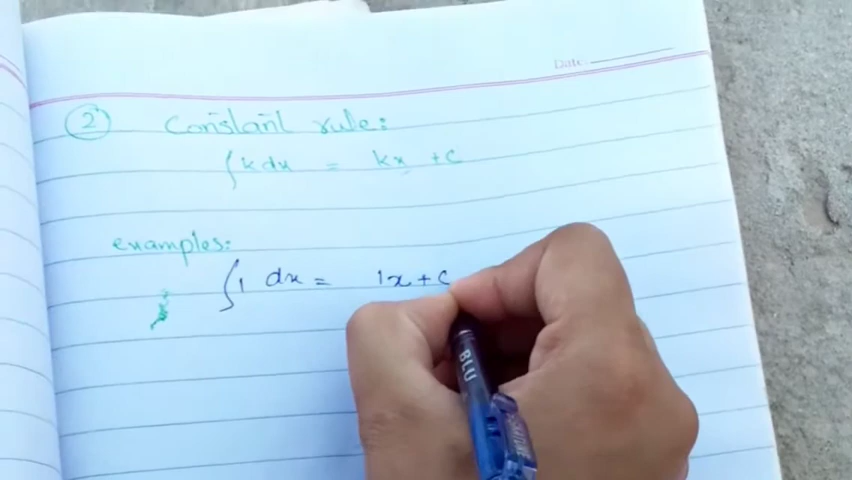 Date:
② Constant rule:
∫k dx = kx + c
examples:
∫1 dx = 1x + c
BLU